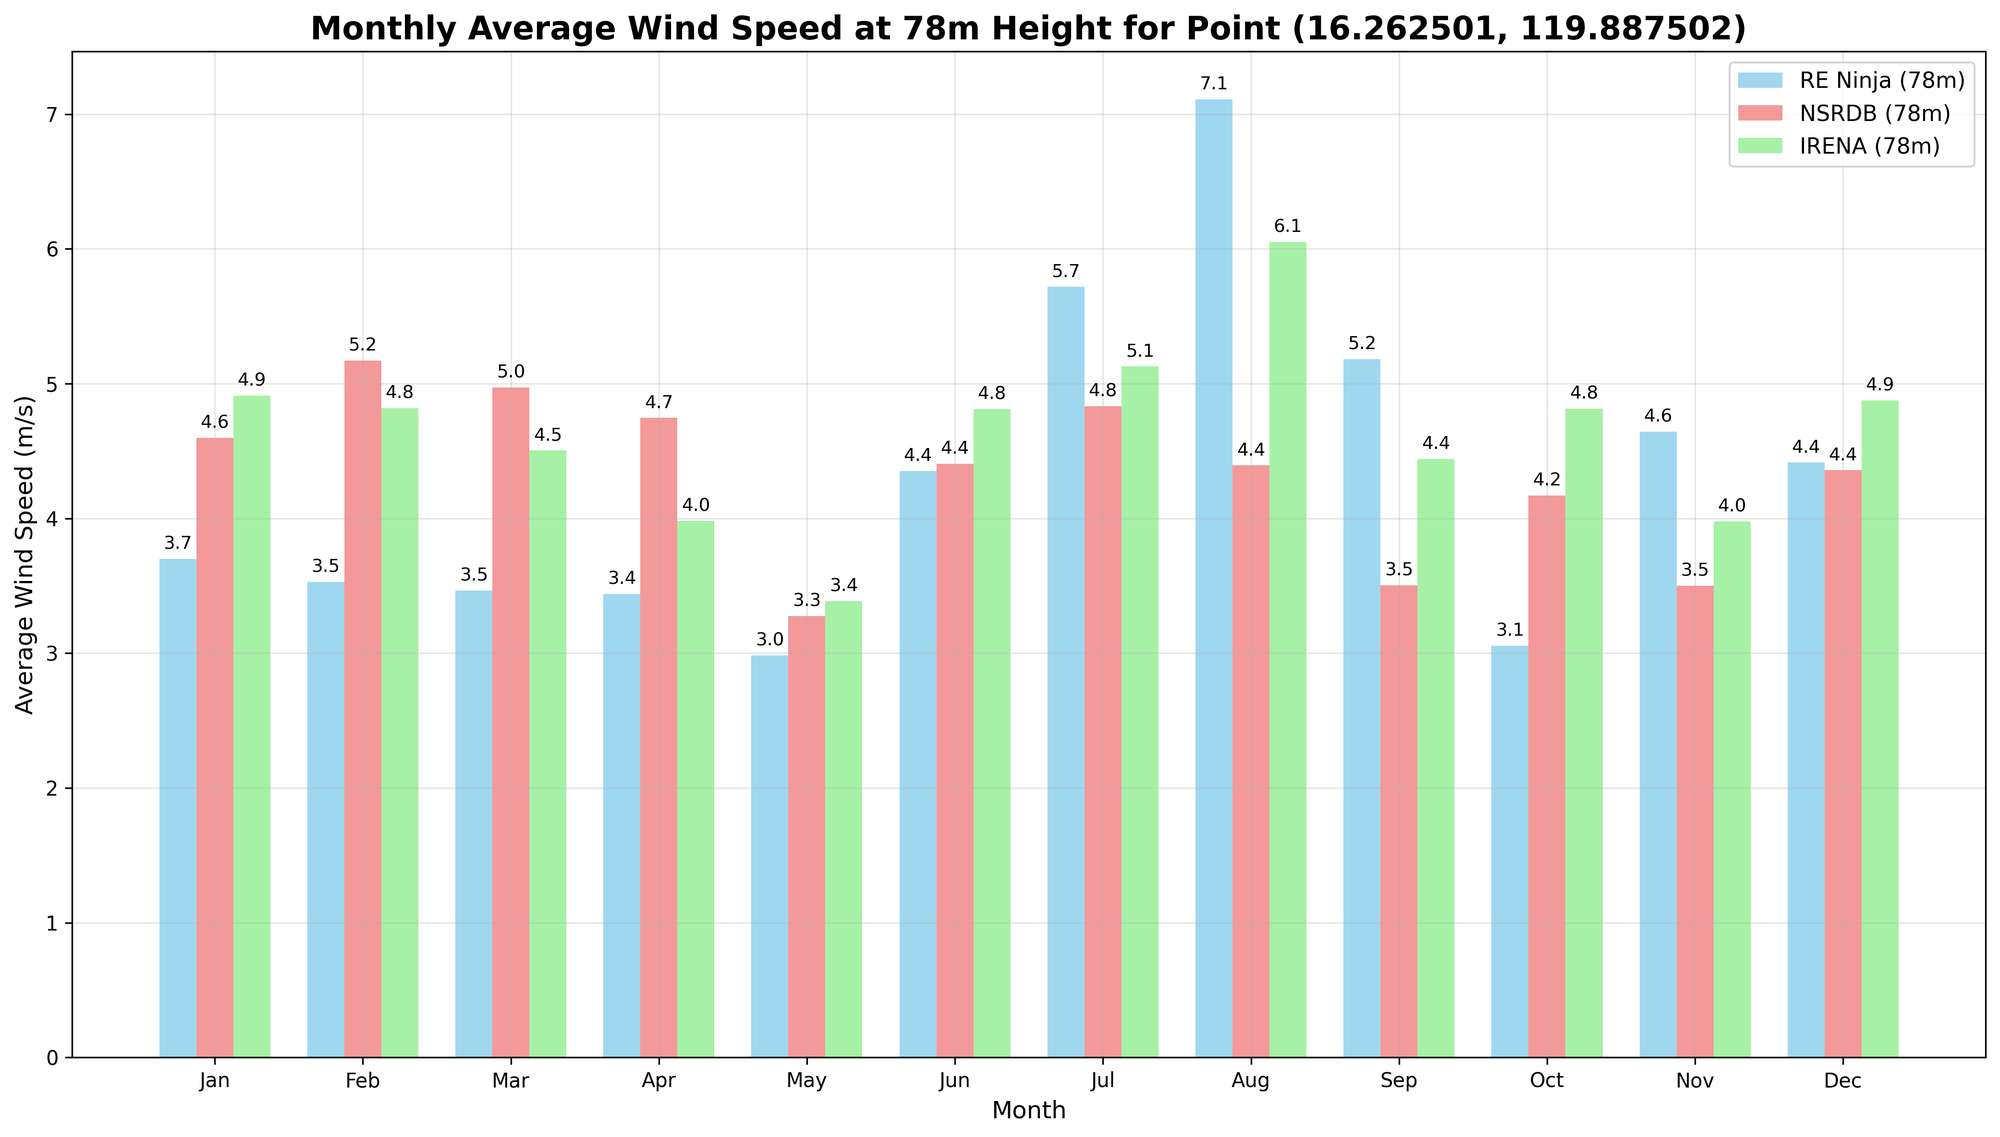 Monthly Average Wind Speed at 78m Height for Point (16.262501, 119.887502)
RE Ninja (78m)
NSRDB (78m)
IRENA (78m)
Average Wind Speed (m/s)
7
6
5
4
3
2
1
0
3.7 4.6 4.9
3.5 5.2 4.8
3.5 5.0 4.5
3.4 4.7 4.0
3.0 3.3 3.4
4.4 4.4 4.8
5.7 4.8 5.1
7.1 4.4 6.1
5.2 3.5 4.4
3.1 4.2 4.8
4.6 3.5 4.0
4.4 4.4 4.9
Jan Feb Mar Apr May Jun Jul Aug Sep Oct Nov Dec
Month